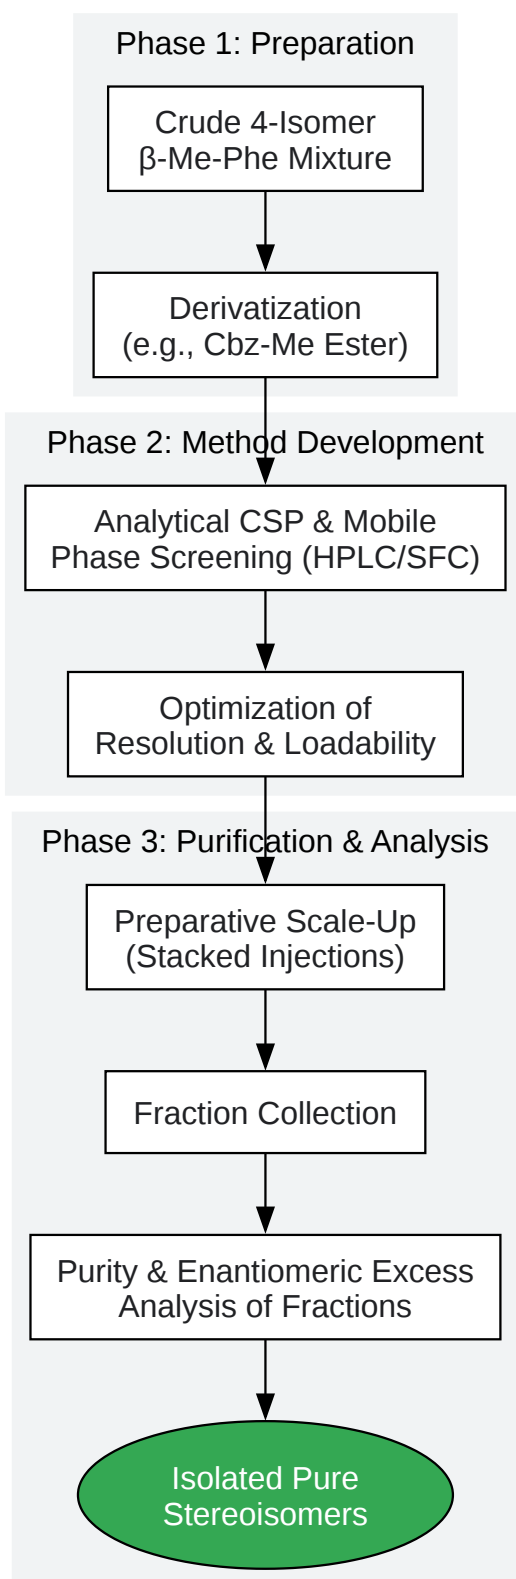 Phase 1: Preparation
Crude 4-Isomer
β-Me-Phe Mixture
Derivatization
(e.g., Cbz-Me Ester)
Phase 2: Method Development
Analytical CSP & Mobile
Phase Screening (HPLC/SFC)
Optimization of
Resolution & Loadability
Phase 3: Purification & Analysis
Preparative Scale-Up
(Stacked Injections)
Fraction Collection
Purity & Enantiomeric Excess
Analysis of Fractions
Isolated Pure
Stereoisomers